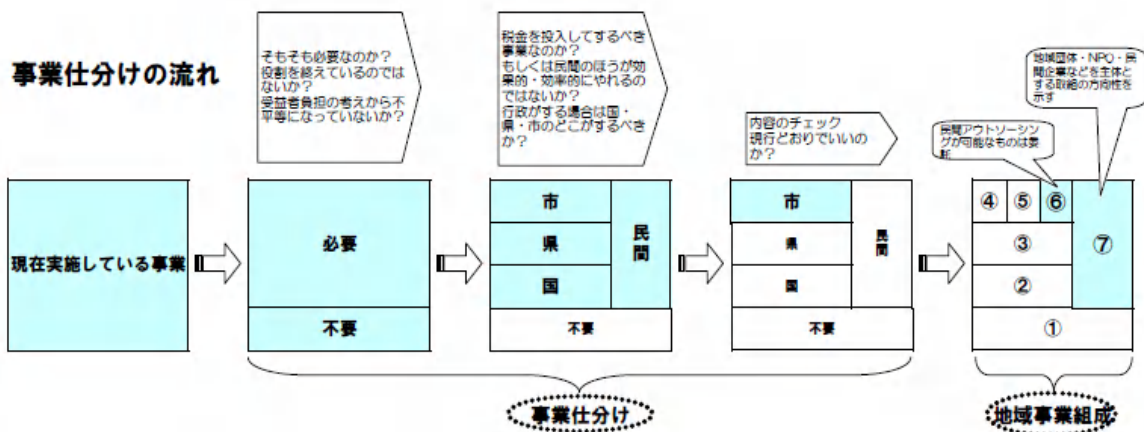 事業仕分けの流れ
そもそも必要なのか?
役割を終えているのでは
ないか?
受益者負担の考えから不
平等になっていないか?
税金を投入してするべき
事業なのか?
もしくは民間のほうが効
果的・効率的にやれるの
ではないか?
行政がする場合は国・
県・市のどこがするべき
か?
内容のチェック
現行どおりでいいの
か?
民間アウトソーシン
グが可能なものは委
託
地域団体・NPO・民
間企業などを主体と
する取組の方向性を
示す
現在実施している事業
必要
不要
市
県
国
民間
不要
市
県
国
民間
不要
④ ⑤ ⑥
③
②
⑦
①
事業仕分け
地域事業組成